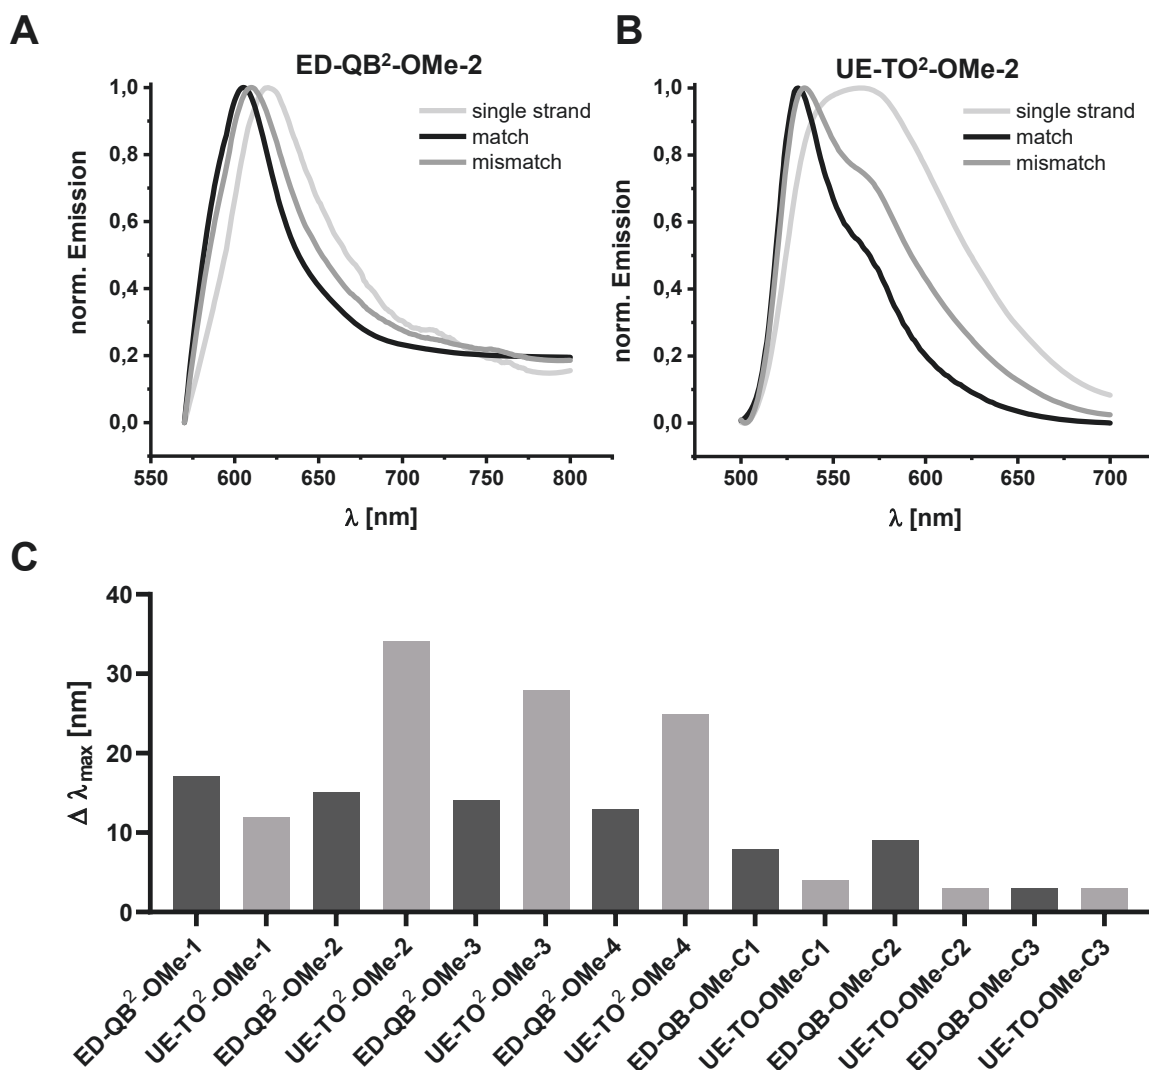 A
ED-QB²-OMe-2
norm. Emission
1,0
0,8
0,6
0,4
0,2
0,0
single strand
match
mismatch
550 600 650 700 750 800
λ [nm]
B
UE-TO²-OMe-2
norm. Emission
1,0
0,8
0,6
0,4
0,2
0,0
single strand
match
mismatch
500 550 600 650 700
λ [nm]
C
Δ λmax [nm]
40
30
20
10
0
ED-QB²-OMe-1
UE-TO²-OMe-1
ED-QB²-OMe-2
UE-TO²-OMe-2
ED-QB²-OMe-3
UE-TO²-OMe-3
ED-QB²-OMe-4
UE-TO²-OMe-4
ED-QB-OMe-C1
UE-TO-OMe-C1
ED-QB-OMe-C2
UE-TO-OMe-C2
ED-QB-OMe-C3
UE-TO-OMe-C3